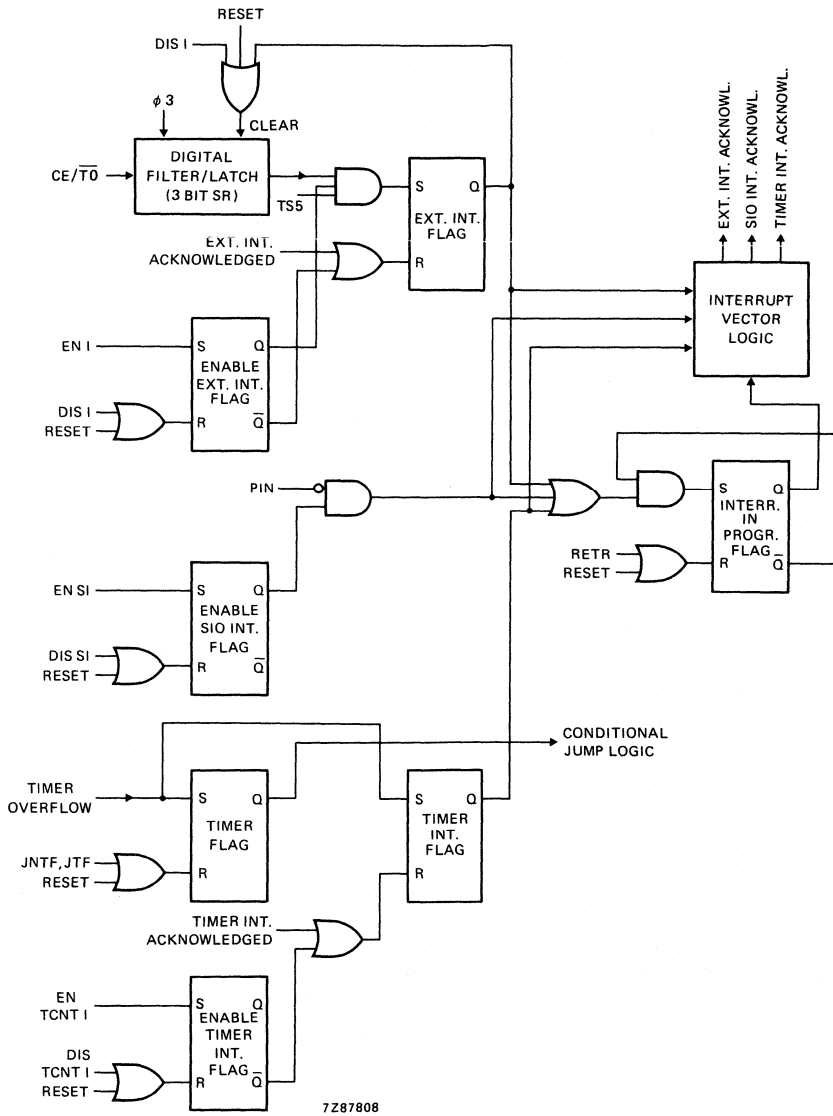 RESET
DIS I
φ 3
CLEAR
CE/T̅0̅
DIGITAL
FILTER/LATCH
(3 BIT SR)
TS5
S
Q
EXT. INT.
FLAG
R
EXT. INT.
ACKNOWLEDGED
EXT. INT. ACKNOWL.
SIO INT. ACKNOWL.
TIMER INT. ACKNOWL.
INTERRUPT
VECTOR
LOGIC
EN I
S
Q
ENABLE
EXT. INT.
FLAG
R
Q̅
DIS I
RESET
PIN
S
Q
INTERR.
IN
PROGR.
FLAG
R
Q̅
RETR
RESET
EN SI
S
Q
ENABLE
SIO INT.
FLAG
R
Q̅
DIS SI
RESET
CONDITIONAL
JUMP LOGIC
TIMER
OVERFLOW
S
Q
TIMER
FLAG
R
S
Q
TIMER
INT.
FLAG
R
JNTF, JTF
RESET
TIMER INT.
ACKNOWLEDGED
EN
TCNT I
S
Q
ENABLE
TIMER
INT.
FLAG
R
Q̅
DIS
TCNT I
RESET
7Z87808